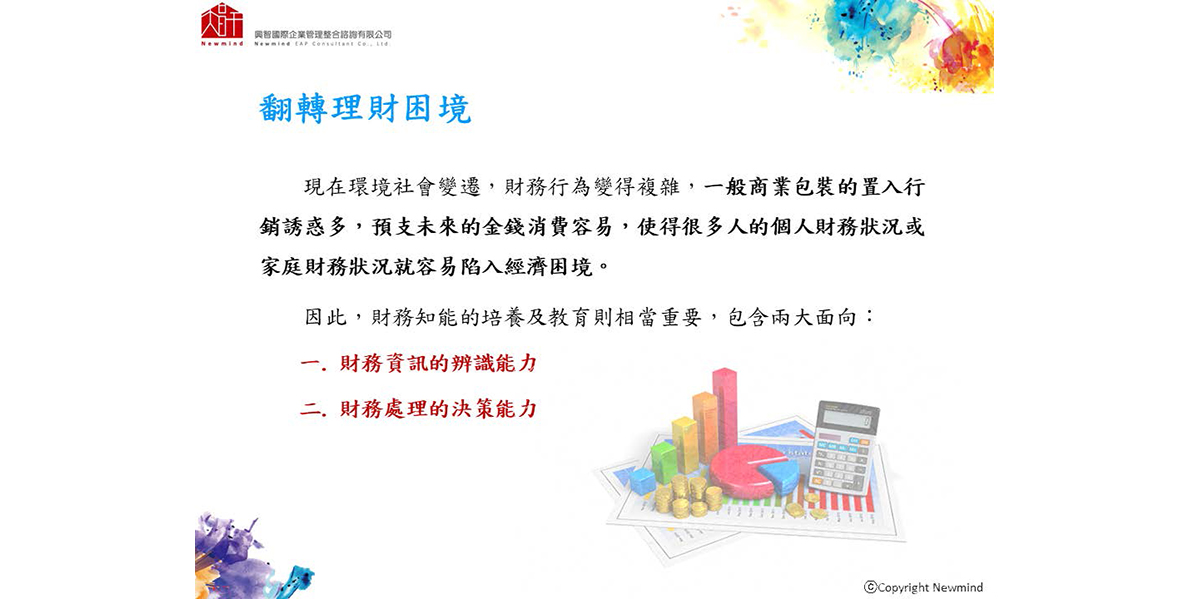 Newmind
興智國際企業管理整合諮詢有限公司
Newmind EAP Consultant Co., Ltd.
翻轉理財困境
現在環境社會變遷，財務行為變得複雜，一般商業包裝的置入行
銷誘惑多，預支未來的金錢消費容易，使得很多人的個人財務狀況或
家庭財務狀況就容易陷入經濟困境。
因此，財務知能的培養及教育則相當重要，包含兩大面向：
一. 財務資訊的辨識能力
二. 財務處理的決策能力
ⓒCopyright Newmind